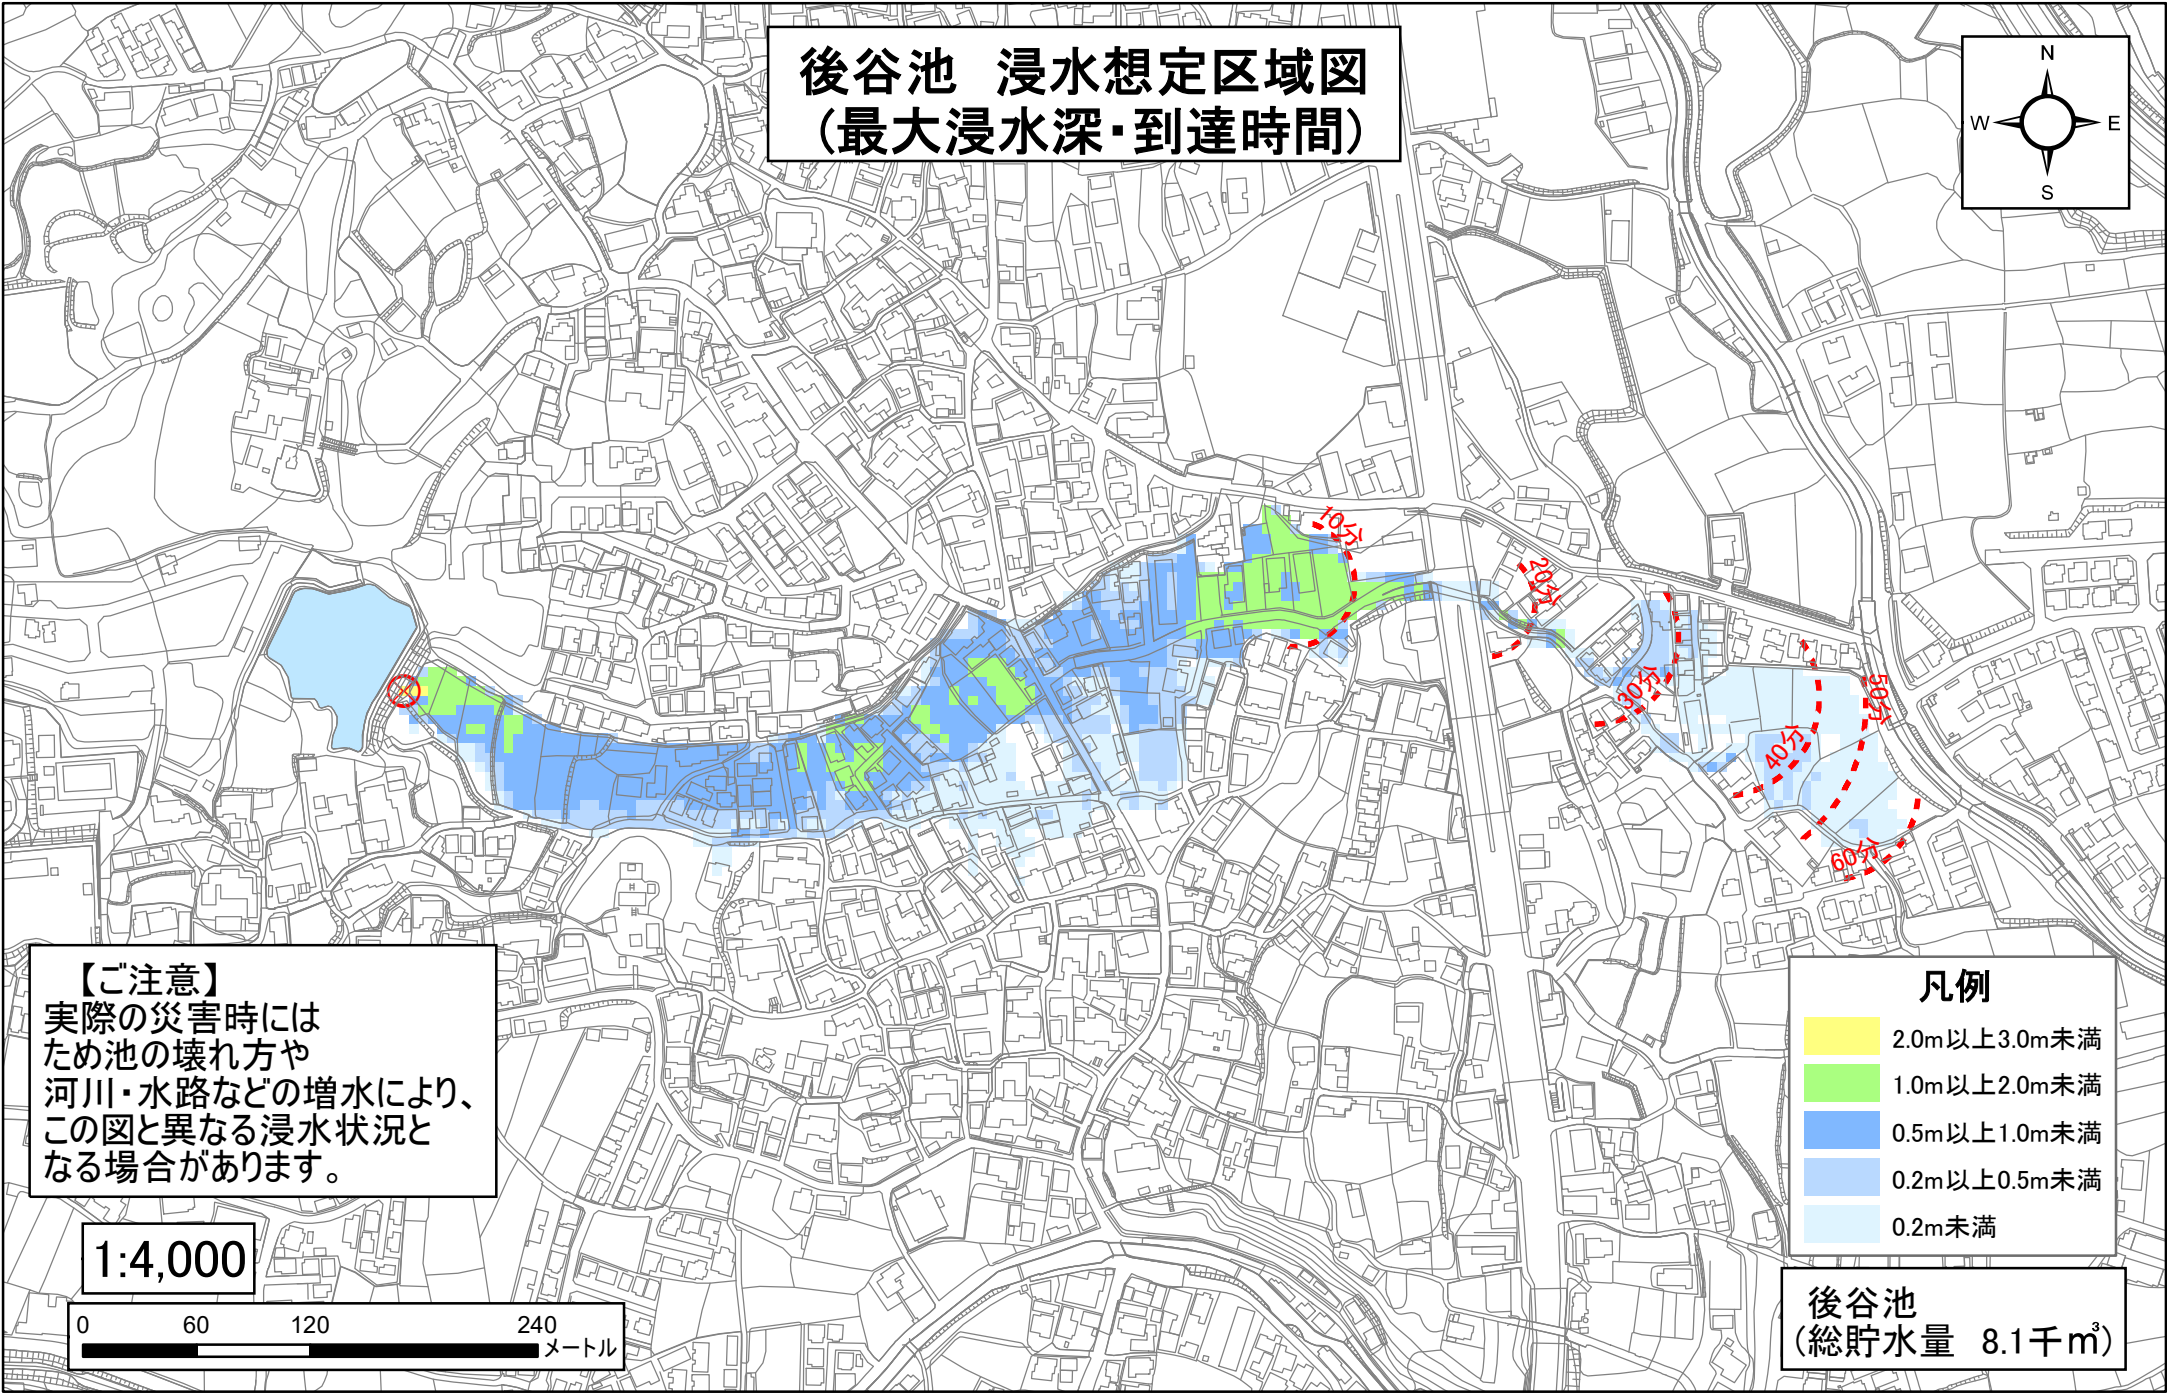 後谷池　浸水想定区域図
(最大浸水深・到達時間)
N
W
E
S
10分
20分
30分
40分
50分
60分
【ご注意】
実際の災害時には
ため池の壊れ方や
河川・水路などの増水により、
この図と異なる浸水状況と
なる場合があります。
1:4,000
0 60 120 240
メートル
凡例
2.0m以上3.0m未満
1.0m以上2.0m未満
0.5m以上1.0m未満
0.2m以上0.5m未満
0.2m未満
後谷池
(総貯水量　8.1千㎥)